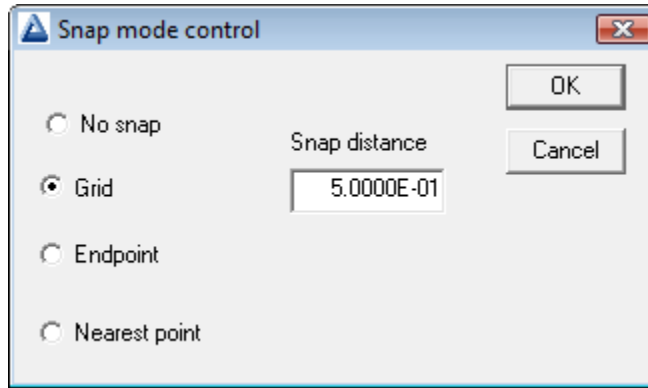 Snap mode control
OK
No snap
Snap distance
Cancel
Grid
5.0000E-01
Endpoint
Nearest point